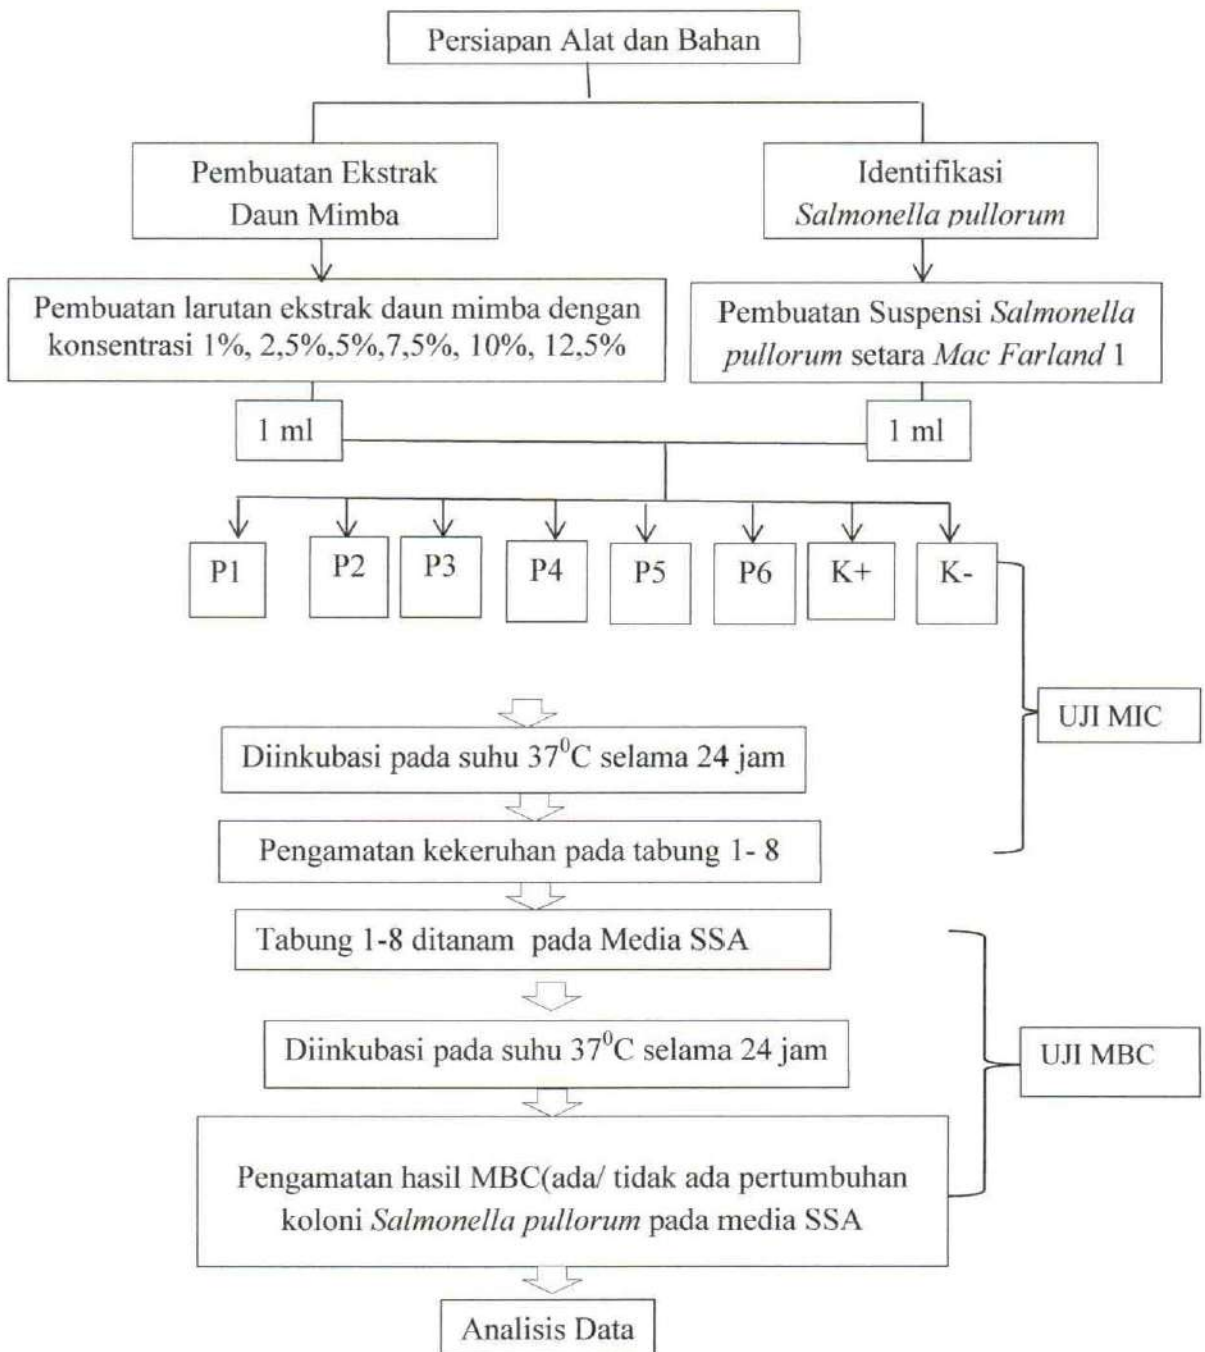 Persiapan Alat dan Bahan
Pembuatan Ekstrak
Daun Mimba
Identifikasi
Salmonella pullorum
Pembuatan larutan ekstrak daun mimba dengan
konsentrasi 1%, 2,5%,5%,7,5%, 10%, 12,5%
Pembuatan Suspensi Salmonella
pullorum setara Mac Farland 1
1 ml
1 ml
P1
P2
P3
P4
P5
P6
K+
K-
UJI MIC
Diinkubasi pada suhu 37⁰C selama 24 jam
Pengamatan kekeruhan pada tabung 1- 8
Tabung 1-8 ditanam pada Media SSA
Diinkubasi pada suhu 37⁰C selama 24 jam
UJI MBC
Pengamatan hasil MBC(ada/ tidak ada pertumbuhan
koloni Salmonella pullorum pada media SSA
Analisis Data